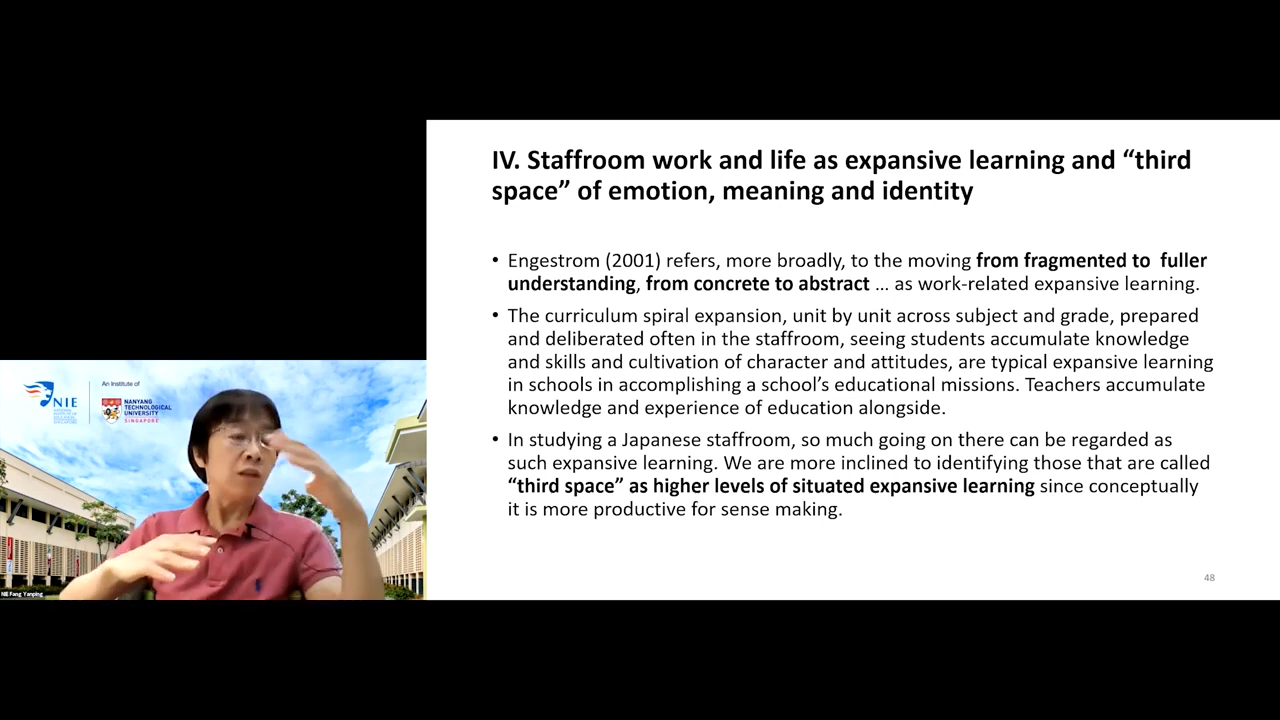 IV. Staffroom work and life as expansive learning and “third
space” of emotion, meaning and identity
• Engestrom (2001) refers, more broadly, to the moving from fragmented to fuller
understanding, from concrete to abstract … as work-related expansive learning.
• The curriculum spiral expansion, unit by unit across subject and grade, prepared
and deliberated often in the staffroom, seeing students accumulate knowledge
and skills and cultivation of character and attitudes, are typical expansive learning
in schools in accomplishing a school’s educational missions. Teachers accumulate
knowledge and experience of education alongside.
• In studying a Japanese staffroom, so much going on there can be regarded as
such expansive learning. We are more inclined to identifying those that are called
“third space” as higher levels of situated expansive learning since conceptually
it is more productive for sense making.
48
NIE
An Institute of
NANYANG
TECHNOLOGICAL
UNIVERSITY
SINGAPORE
NIE Fang Yanping